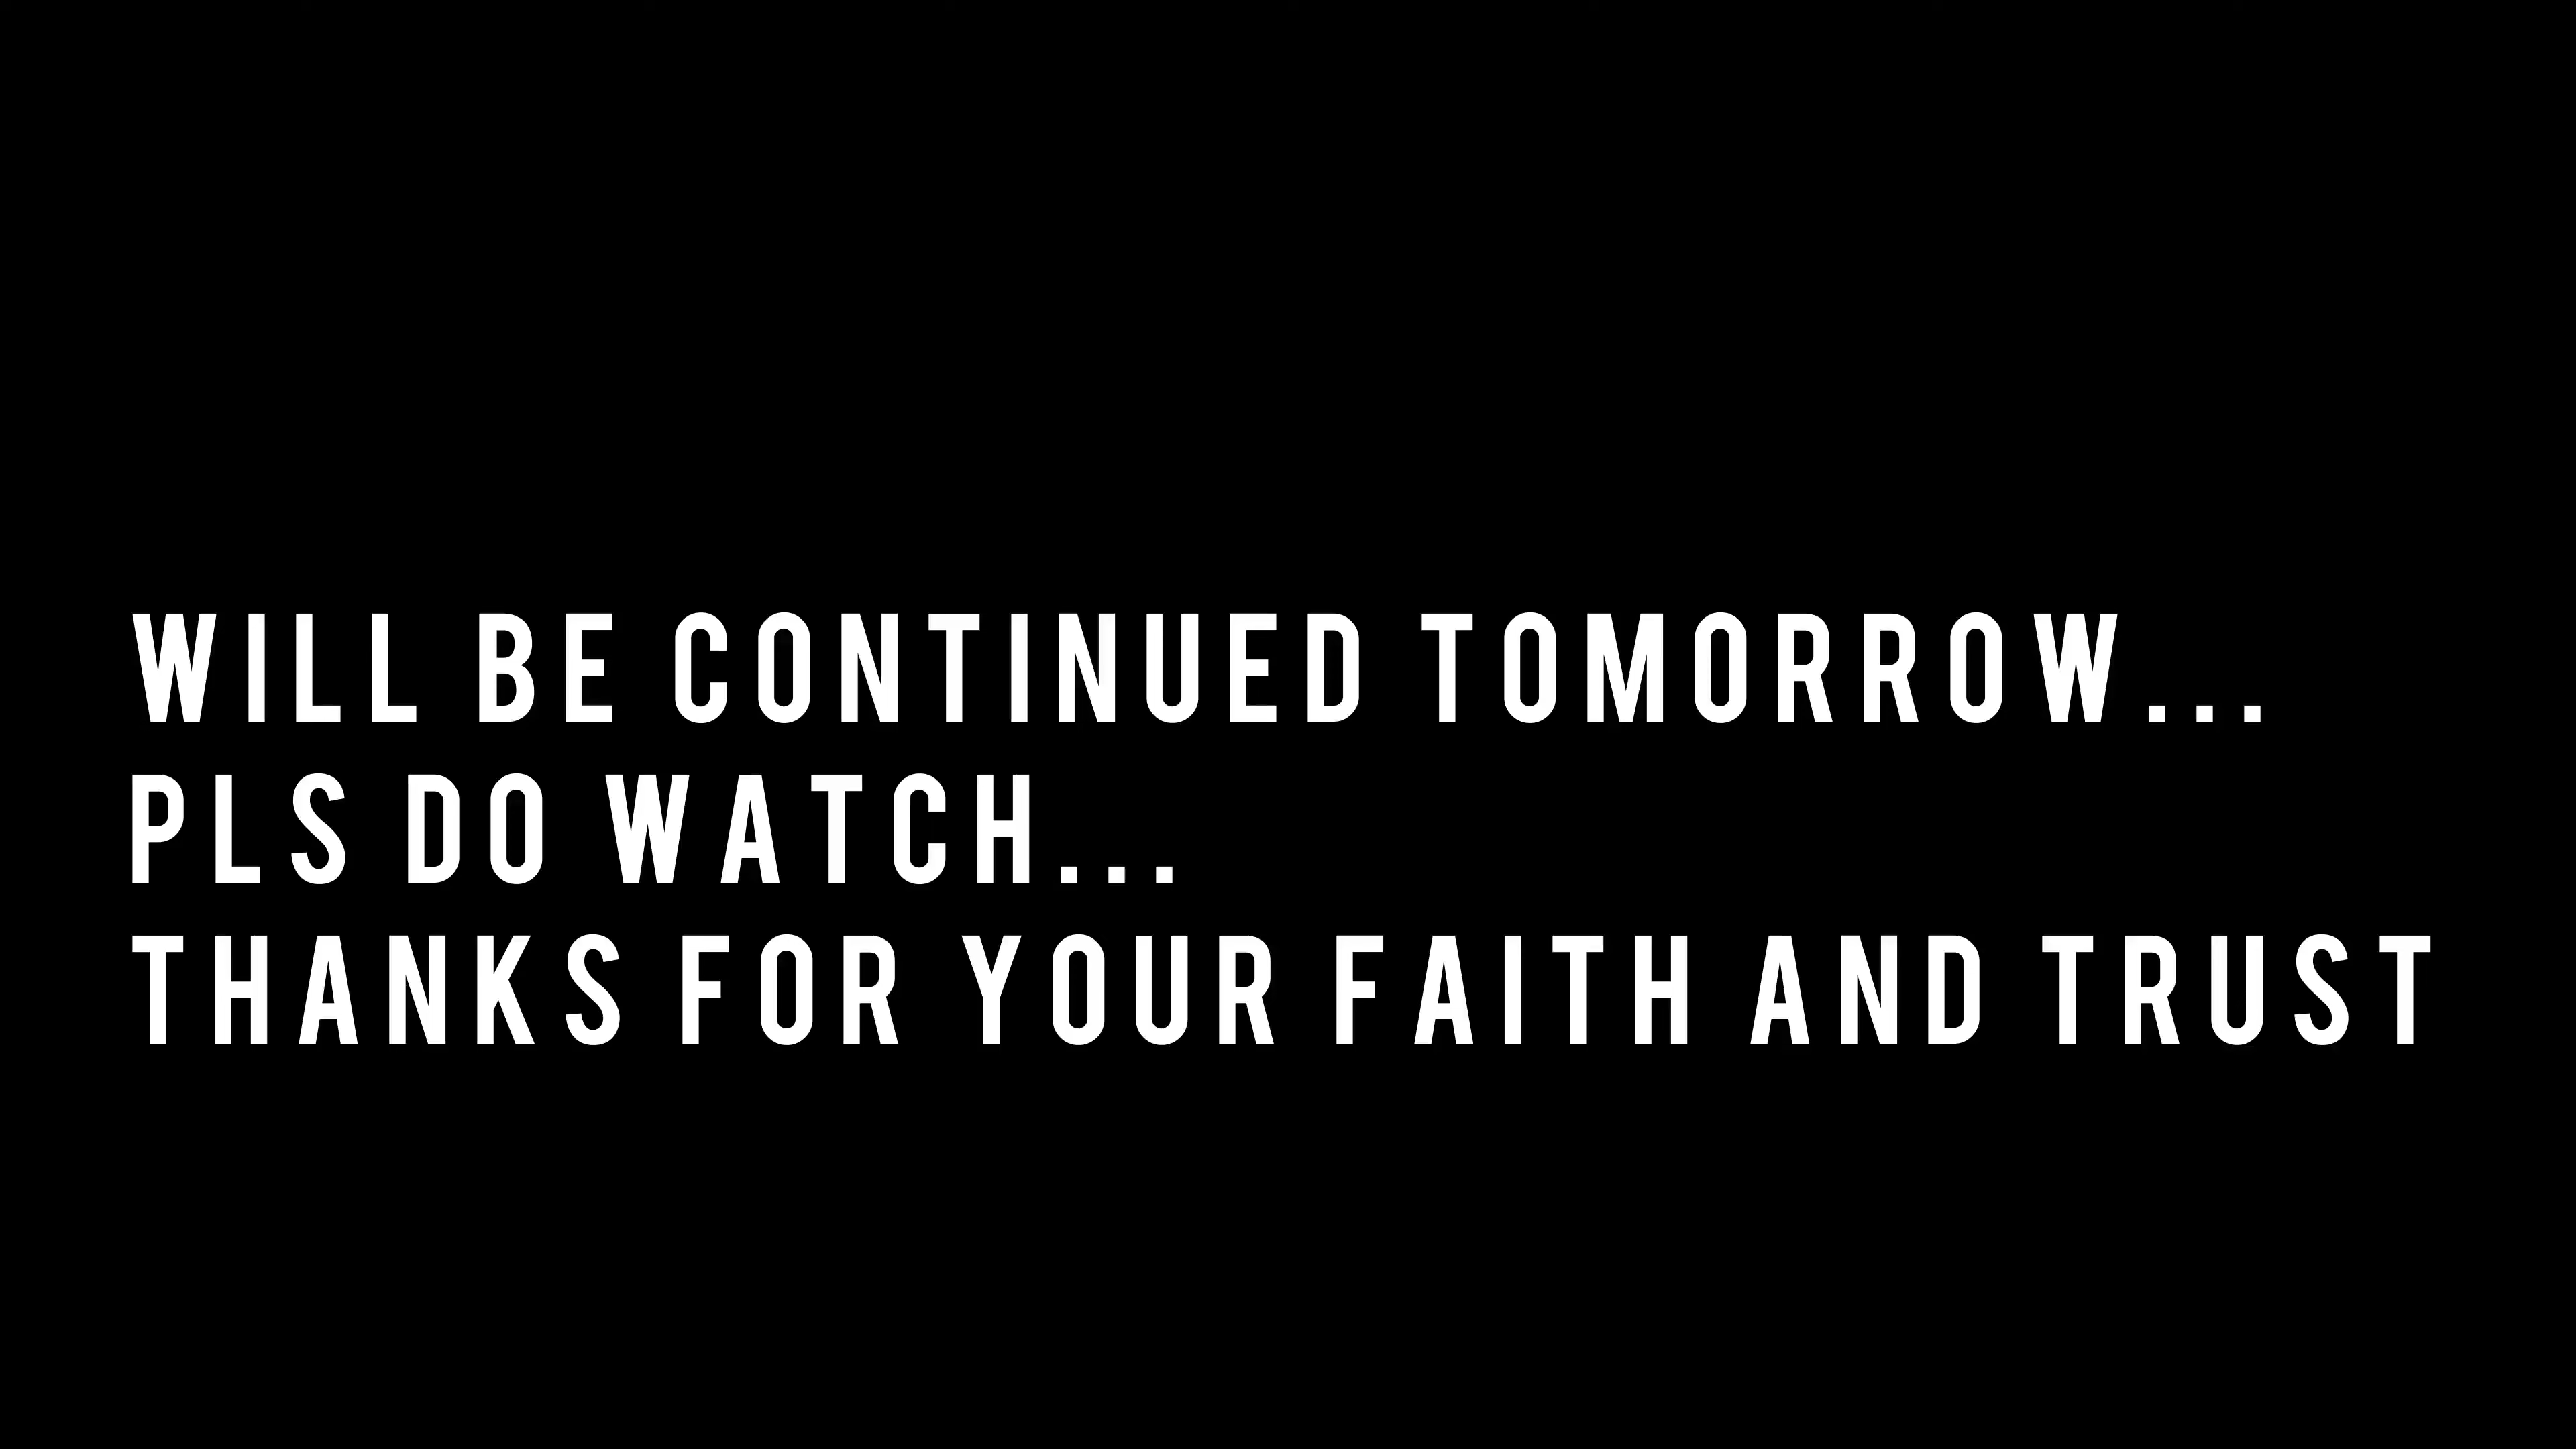 WILL BE CONTINUED TOMORROW...
PLS DO WATCH...
THANKS FOR YOUR FAITH AND TRUST